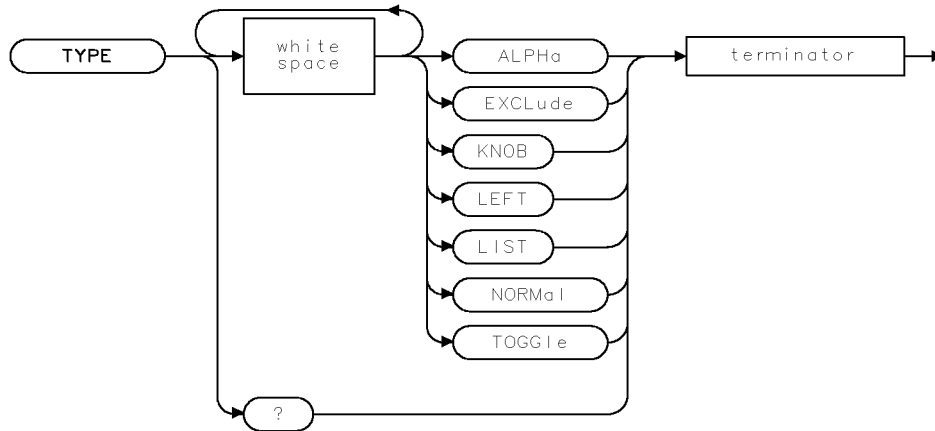 TYPE
white
space
ALPHa
EXCLude
KNOB
LEFT
LIST
NORMal
TOGGle
?
terminator